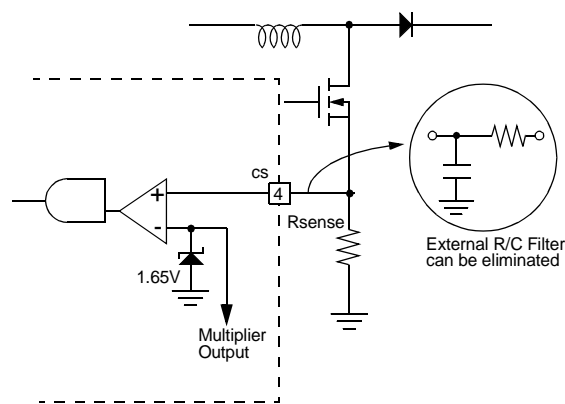 cs
4
+
-
Rsense
1.65V
Multiplier
Output
External R/C Filter
can be eliminated